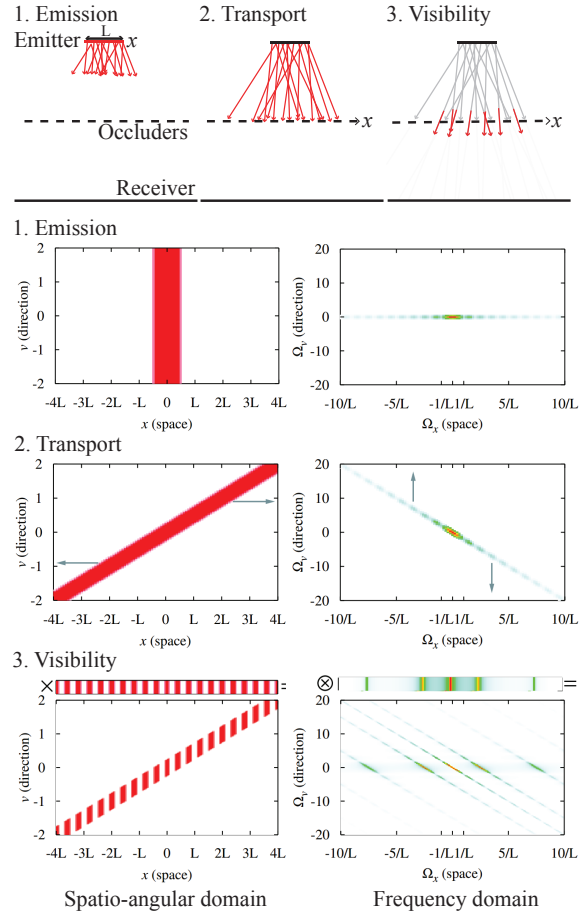 1. Emission 2. Transport 3. Visibility
Emitter L x
Occluders x x
Receiver
1. Emission
2 20
1 10
0 0
-1 -10
-2 -20
v (direction) Ωv (direction)
-4L -3L -2L -L 0 L 2L 3L 4L -10/L -5/L -1/L 1/L 5/L 10/L
x (space) Ωx (space)
2. Transport
2 20
1 10
0 0
-1 -10
-2 -20
v (direction) Ωv (direction)
-4L -3L -2L -L 0 L 2L 3L 4L -10/L -5/L -1/L 1/L 5/L 10/L
x (space) Ωx (space)
3. Visibility
× = ⊗ =
2 20
1 10
0 0
-1 -10
-2 -20
v (direction) Ωv (direction)
-4L -3L -2L -L 0 L 2L 3L 4L -10/L -5/L -1/L 1/L 5/L 10/L
x (space) Ωx (space)
Spatio-angular domain Frequency domain